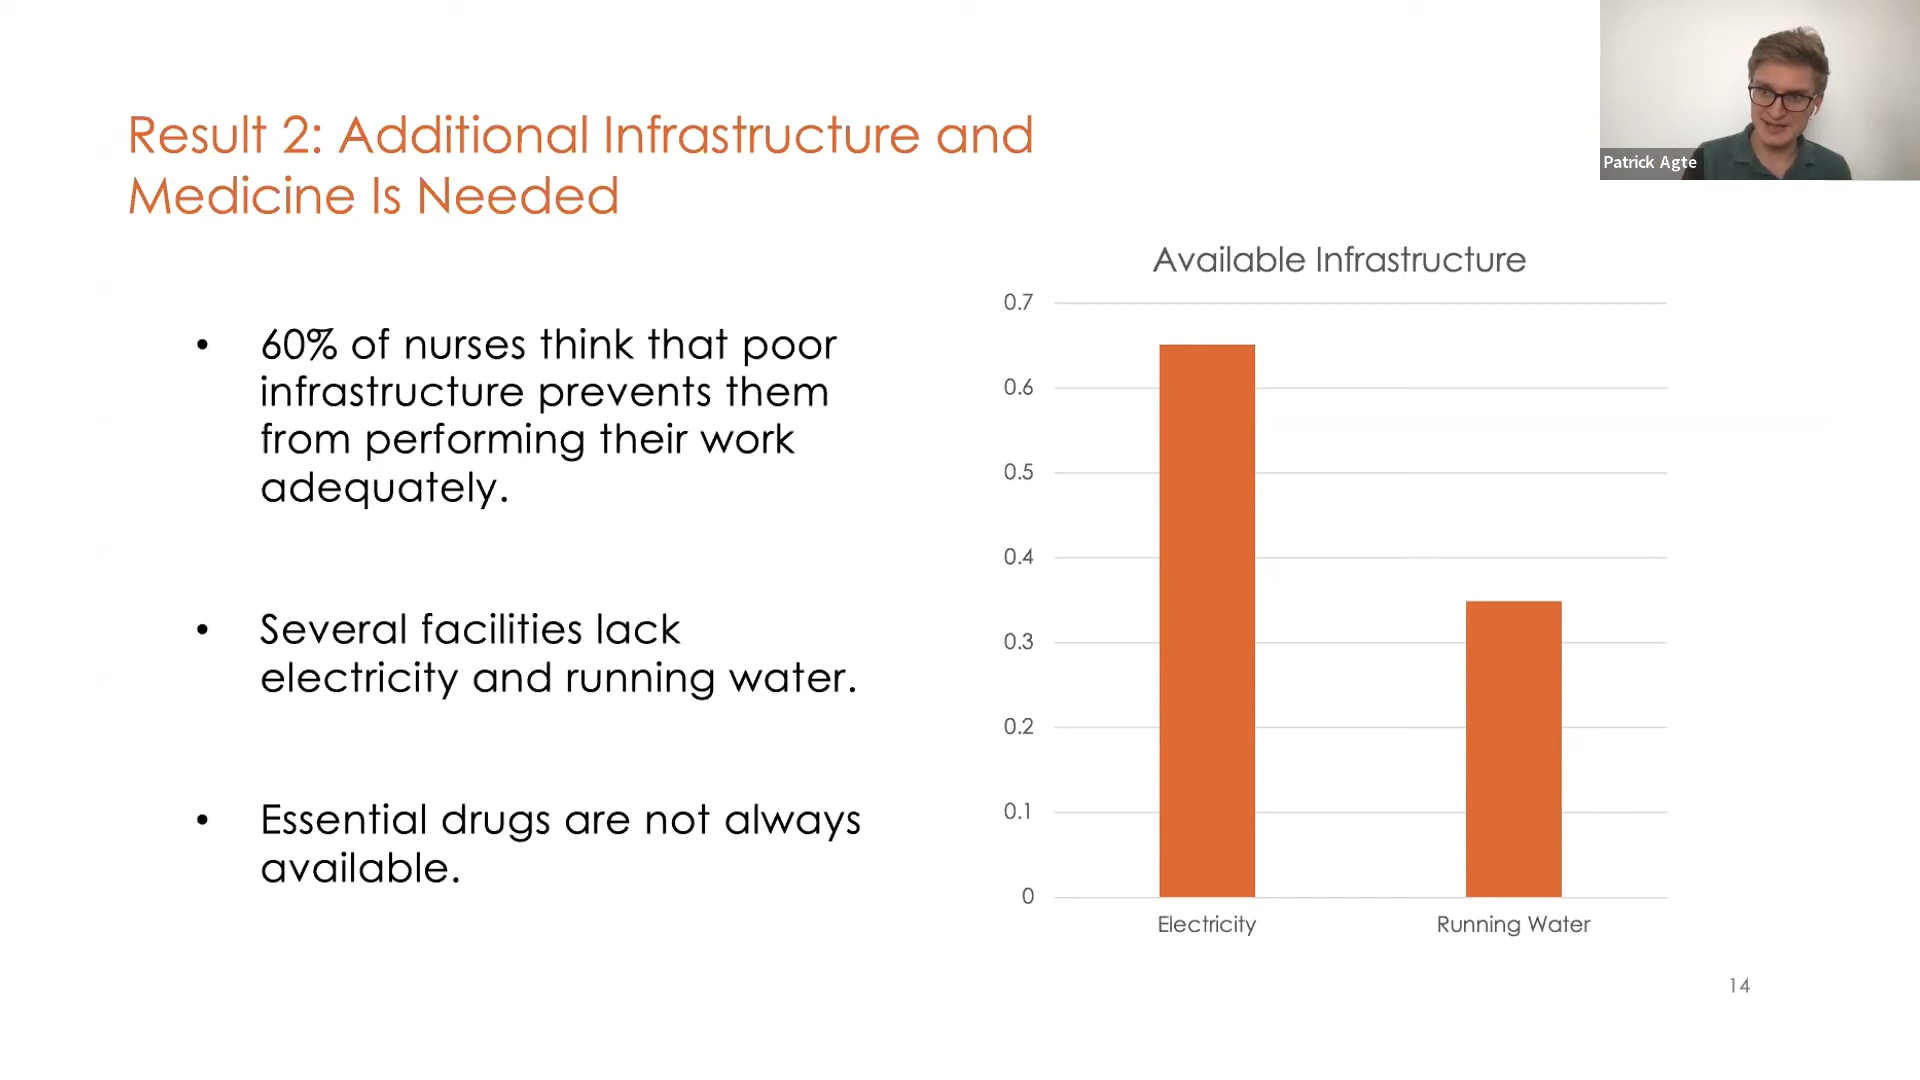 Patrick Agte
Result 2: Additional Infrastructure and
Medicine Is Needed
• 60% of nurses think that poor
infrastructure prevents them
from performing their work
adequately.
• Several facilities lack
electricity and running water.
• Essential drugs are not always
available.
Available Infrastructure
0.7
0.6
0.5
0.4
0.3
0.2
0.1
0
Electricity
Running Water
14